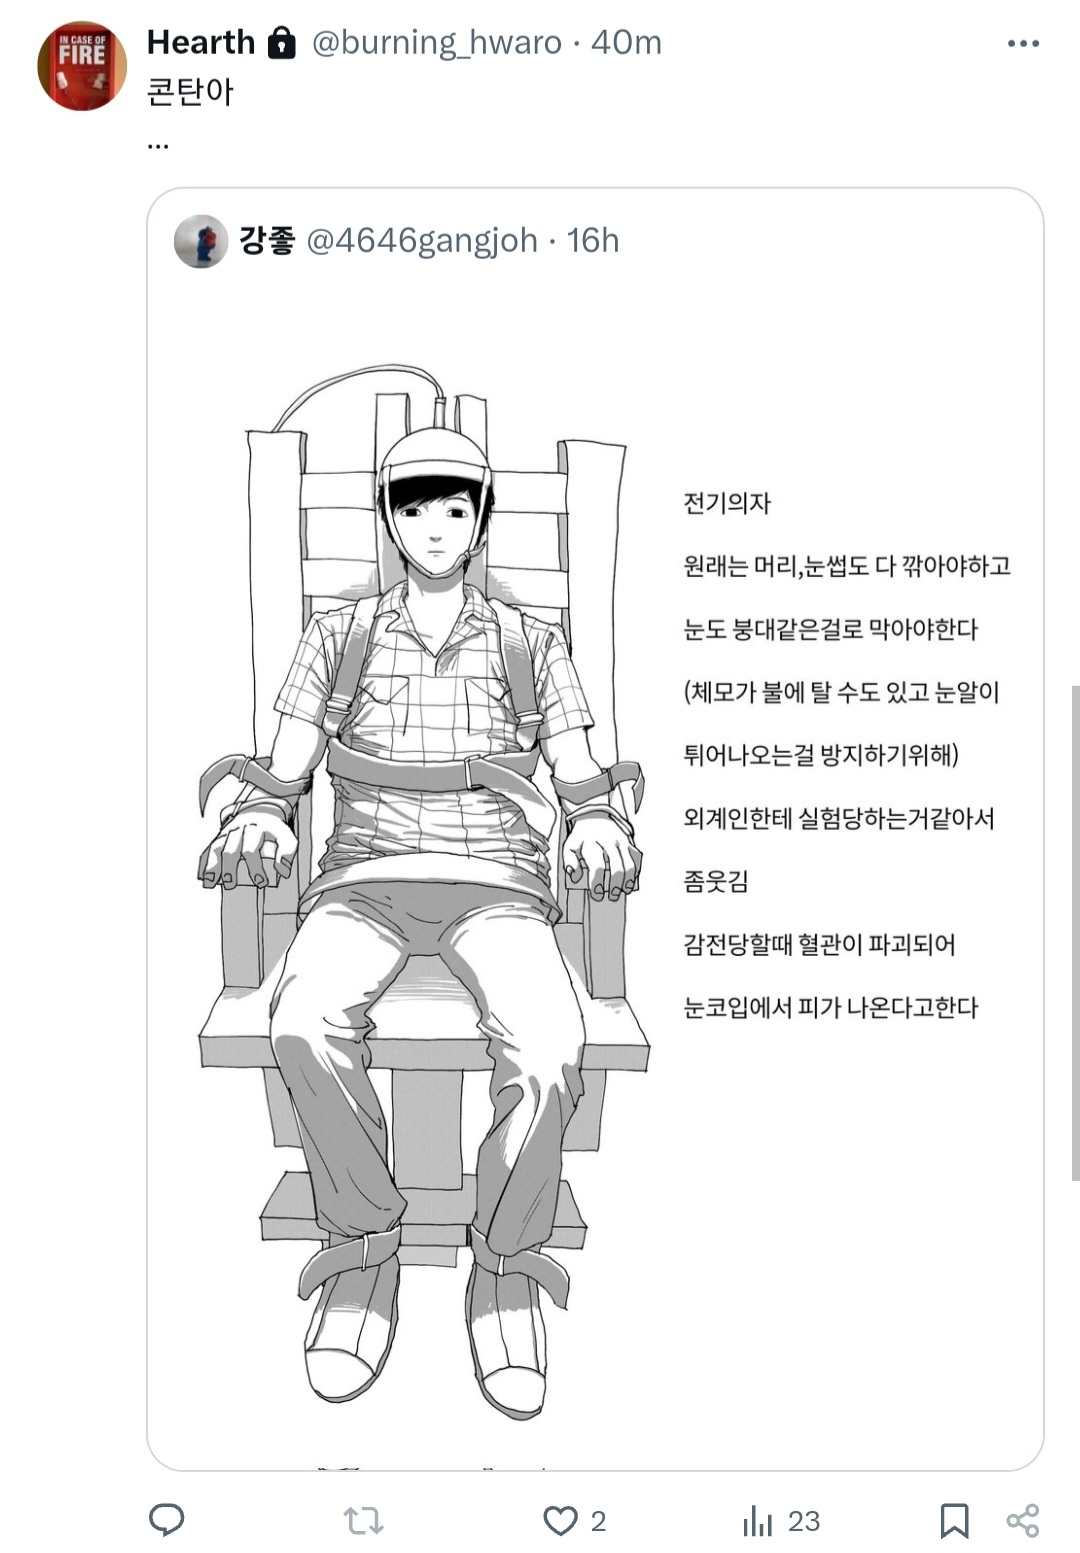 IN CASE OF
FIRE
Hearth @burning_hwaro · 40m
콘탄아
...
강좋 @4646gangjoh · 16h
전기의자
원래는 머리,눈썹도 다 깎아야하고
눈도 붕대같은걸로 막아야한다
(체모가 불에 탈 수도 있고 눈알이
튀어나오는걸 방지하기위해)
외계인한테 실험당하는거같아서
좀웃김
감전당할때 혈관이 파괴되어
눈코입에서 피가 나온다고한다
2
23